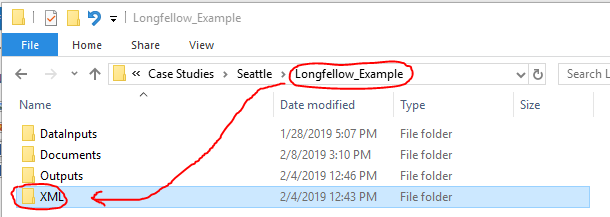 Longfellow_Example
File Home Share View
Case Studies Seattle Longfellow_Example Search L
Name Date modified Type Size
DataInputs 1/28/2019 5:07 PM File folder
Documents 2/8/2019 3:10 PM File folder
Outputs 2/4/2019 12:46 PM File folder
XML 2/4/2019 12:43 PM File folder